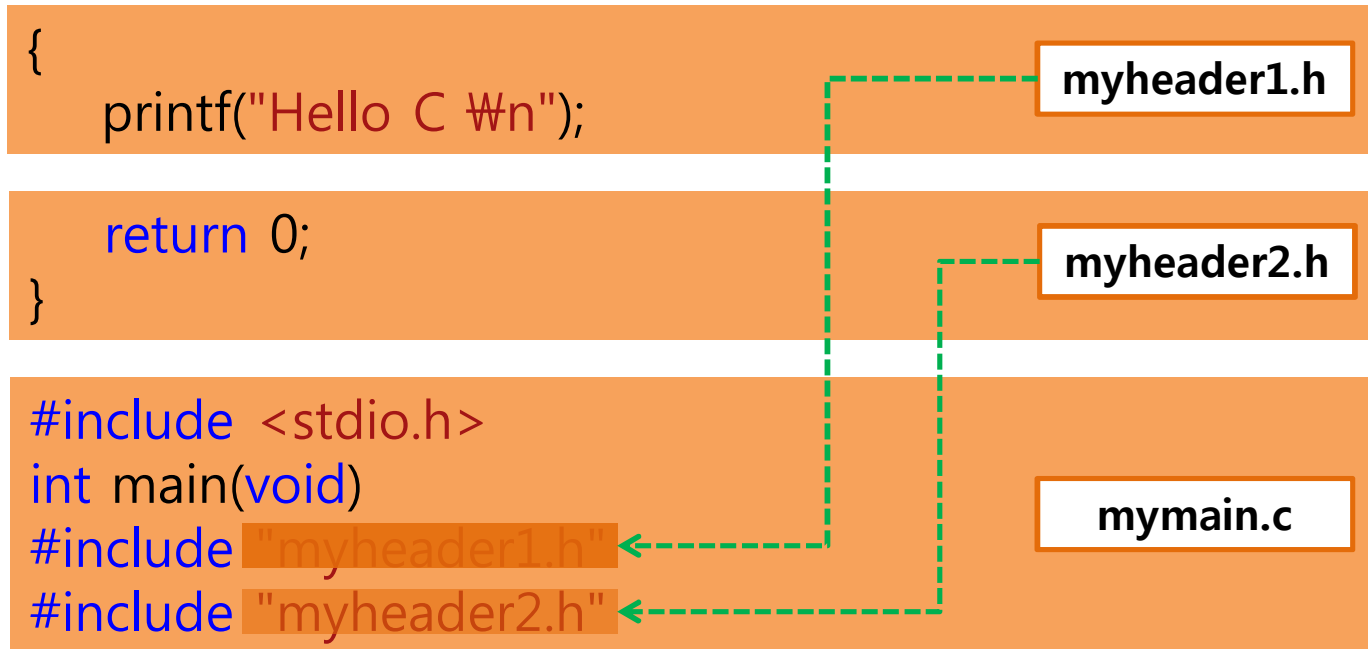 {
printf("Hello C ₩n");
myheader1.h
return 0;
}
myheader2.h
#include <stdio.h>
int main(void)
#include "myheader1.h"
#include "myheader2.h"
mymain.c